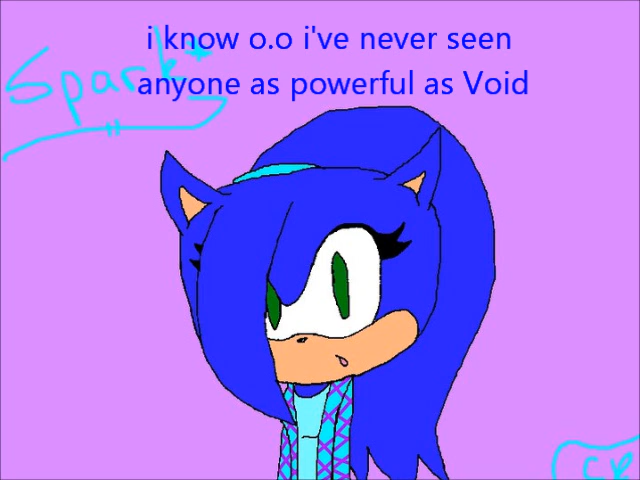 i know o.o i've never seen
anyone as powerful as Void
Spark*